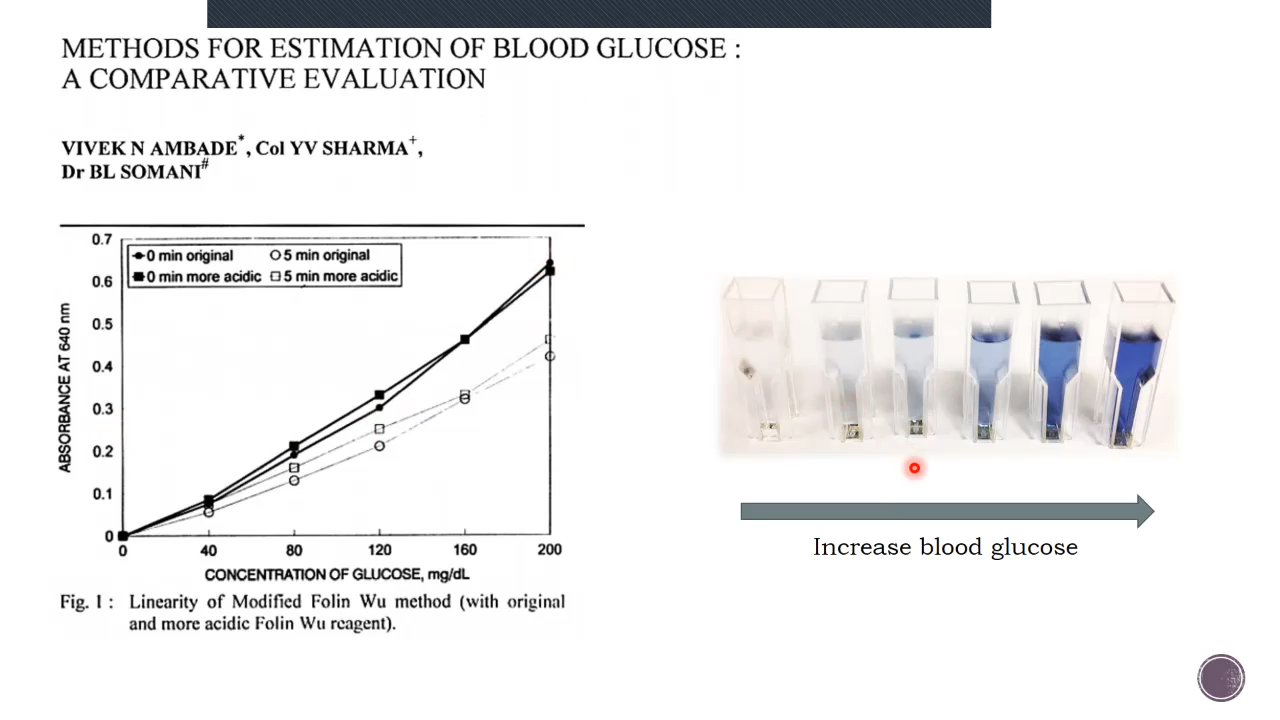 METHODS FOR ESTIMATION OF BLOOD GLUCOSE :
A COMPARATIVE EVALUATION
VIVEK N AMBADE*, Col YV SHARMA+,
Dr BL SOMANI#
0.7
0.6
0.5
0.4
0.3
0.2
0.1
0
ABSORBANCE AT 640 nm
0 min original 5 min original
0 min more acidic 5 min more acidic
0 40 80 120 160 200
CONCENTRATION OF GLUCOSE, mg/dL
Fig. 1 : Linearity of Modified Folin Wu method (with original
and more acidic Folin Wu reagent).
Increase blood glucose